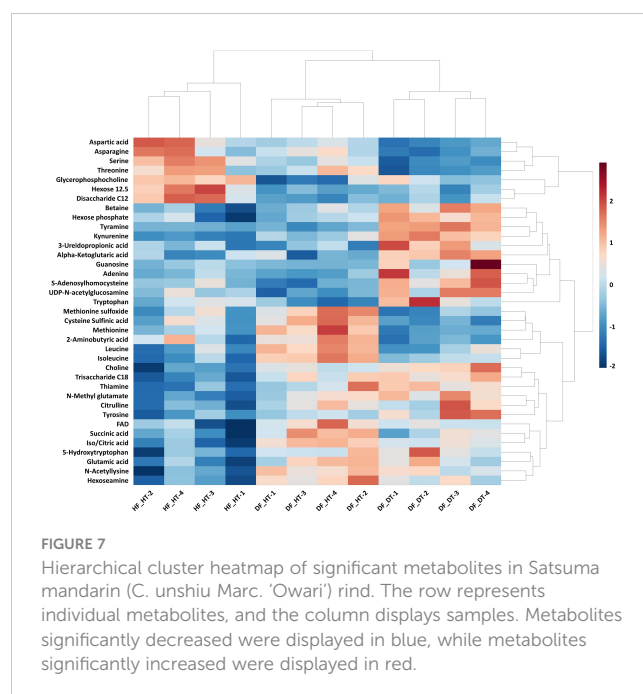 Aspartic acid
Asparagine
Serine
Threonine
Glycerophosphocholine
Hexose 12.5
Disaccharide C12
Betaine
Hexose phosphate
Tyramine
Kynurenine
3-Ureidopropionic acid
Alpha-Ketoglutaric acid
Guanosine
Adenine
S-Adenosylhomocysteine
UDP-N-acetylglucosamine
Tryptophan
Methionine sulfoxide
Cysteine Sulfinic acid
Methionine
2-Aminobutyric acid
Leucine
Isoleucine
Choline
Trisaccharide C18
Thiamine
N-Methyl glutamate
Citrulline
Tyrosine
FAD
Succinic acid
Iso/Citric acid
5-Hydroxytryptophan
Glutamic acid
N-Acetyllysine
Hexoseamine
HF_HT-2
HF_HT-4
HF_HT-3
HF_HT-1
DF_HT-1
DF_HT-3
DF_HT-4
DF_HT-2
DF_DT-1
DF_DT-2
DF_DT-3
DF_DT-4
2
1
0
-1
-2
FIGURE 7
Hierarchical cluster heatmap of significant metabolites in Satsuma
mandarin (C. unshiu Marc. ‘Owari’) rind. The row represents
individual metabolites, and the column displays samples. Metabolites
significantly decreased were displayed in blue, while metabolites
significantly increased were displayed in red.